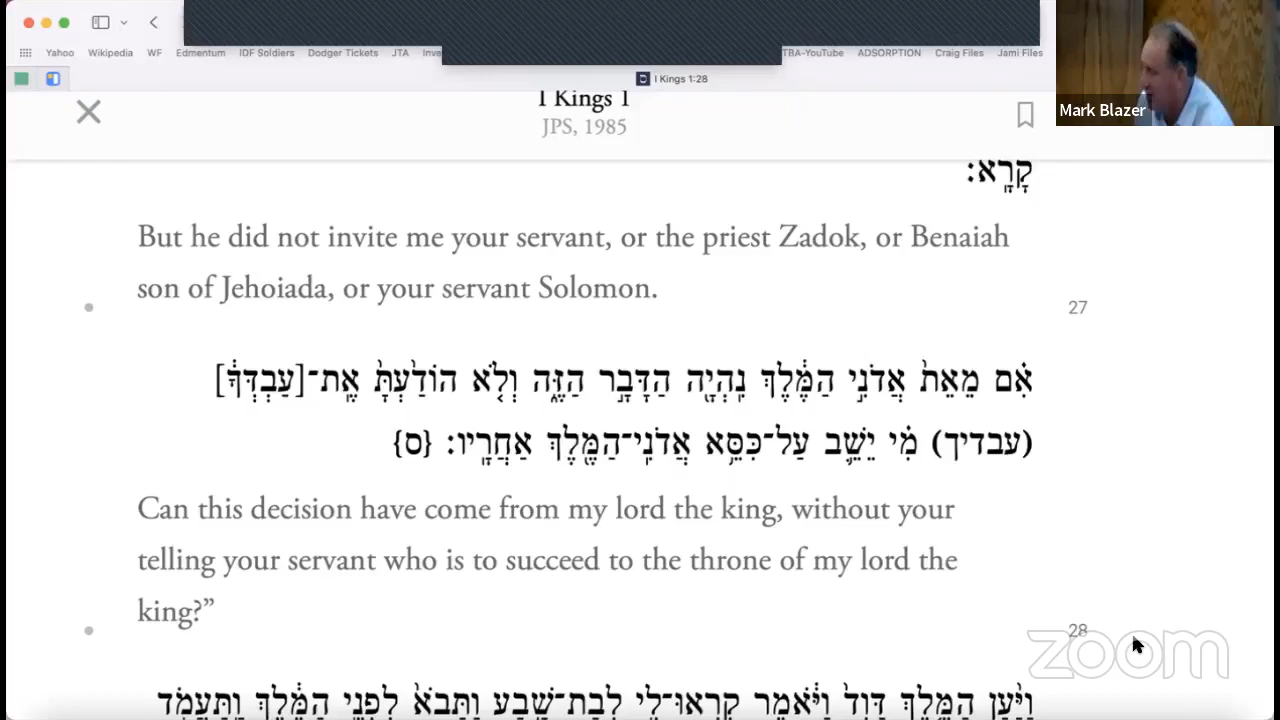 Yahoo Wikipedia WF Edmentum IDF Soldiers Dodger Tickets JTA TBA-YouTube ADSORPTION Craig Files Jami Files
I Kings 1:28
Mark Blazer
I Kings 1
JPS, 1985
קָרָֽא׃
But he did not invite me your servant, or the priest Zadok, or Benaiah
son of Jehoiada, or your servant Solomon.
27
אִ֗ם מֵאֵת֙ אֲדֹנִ֣י הַמֶּ֔לֶךְ נִֽהְיָ֖ה הַדָּבָ֣ר הַזֶּ֑ה וְלֹ֤א הוֹדַ֙עְתָּ֙ אֶֽת־[עַבְדְּךָ֔]
(עבדיך) מִ֗י יֵשֵׁ֛ב עַל־כִּסֵּ֥א אֲדֹנִֽי־הַמֶּ֖לֶךְ אַחֲרָֽיו׃ {ס}
Can this decision have come from my lord the king, without your
telling your servant who is to succeed to the throne of my lord the
king?”
28
zoom
וַיַּ֨עַן הַמֶּ֤לֶךְ דָּוִד֙ וַיֹּ֔אמֶר קִרְאוּ־לִ֖י לְבַת־שָׁ֑בַע וַתָּבֹא֙ לִפְנֵ֣י הַמֶּ֔לֶךְ וַֽתַּעֲמֹ֖ד